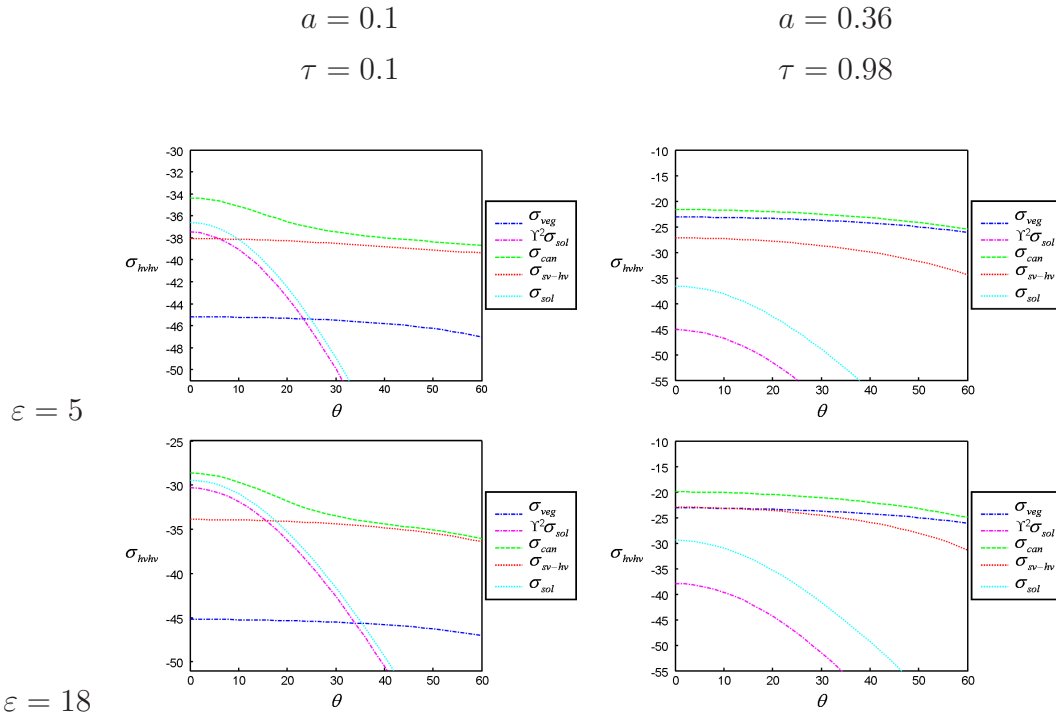 a = 0.1
a = 0.36
τ = 0.1
τ = 0.98
-30
-32
-34
-36
-38
-40
-42
-44
-46
-48
-50
σhvhv
0 10 20 30 40 50 60
θ
σveg
ϒ²σsol
σcan
σsv-hv
σsol
-10
-15
-20
-25
-30
-35
-40
-45
-50
-55
σhvhv
0 10 20 30 40 50 60
θ
σveg
ϒ²σsol
σcan
σsv-hv
σsol
ε = 5
-25
-30
-35
-40
-45
-50
σhvhv
0 10 20 30 40 50 60
θ
σveg
ϒ²σsol
σcan
σsv-hv
σsol
-10
-15
-20
-25
-30
-35
-40
-45
-50
-55
σhvhv
0 10 20 30 40 50 60
θ
σveg
ϒ²σsol
σcan
σsv-hv
σsol
ε = 18